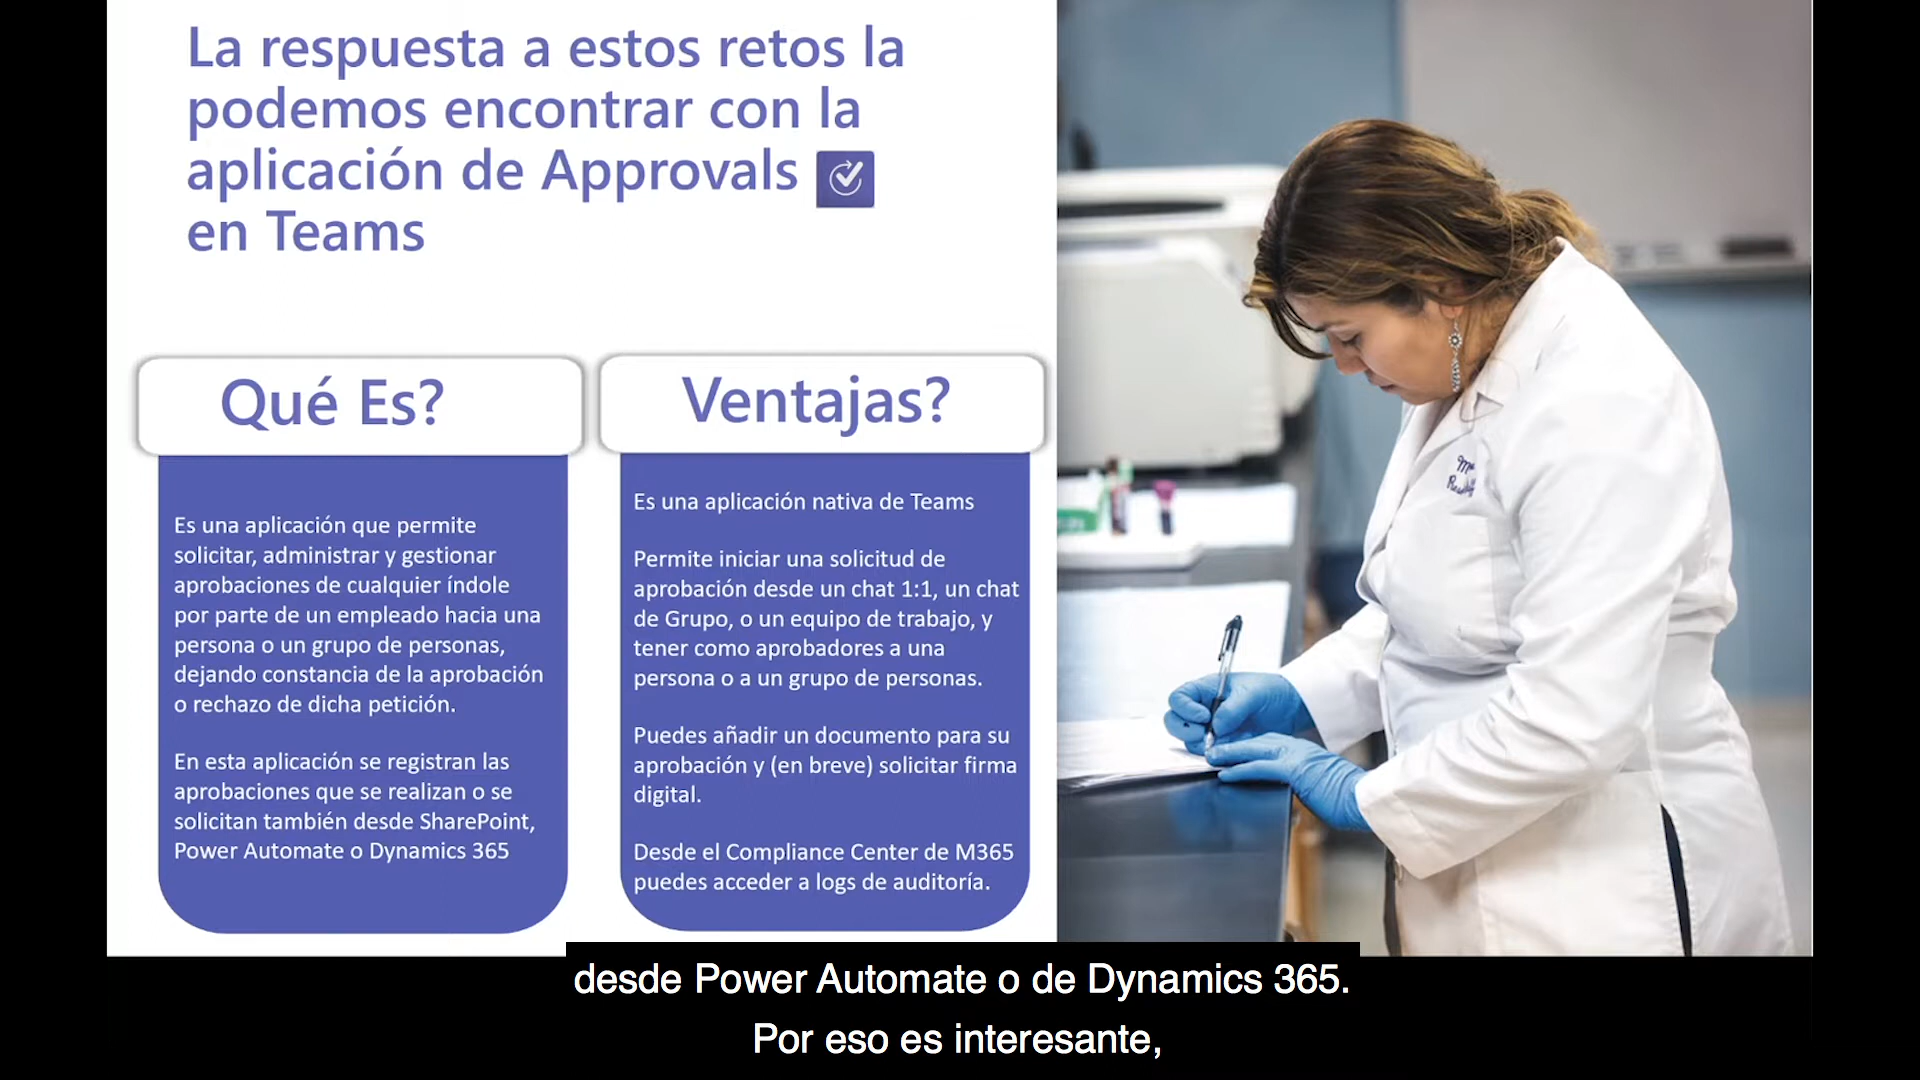 La respuesta a estos retos la
podemos encontrar con la
aplicación de Approvals
en Teams
Qué Es?
Es una aplicación que permite
solicitar, administrar y gestionar
aprobaciones de cualquier índole
por parte de un empleado hacia una
persona o un grupo de personas,
dejando constancia de la aprobación
o rechazo de dicha petición.
En esta aplicación se registran las
aprobaciones que se realizan o se
solicitan también desde SharePoint,
Power Automate o Dynamics 365
Ventajas?
Es una aplicación nativa de Teams
Permite iniciar una solicitud de
aprobación desde un chat 1:1, un chat
de Grupo, o un equipo de trabajo, y
tener como aprobadores a una
persona o a un grupo de personas.
Puedes añadir un documento para su
aprobación y (en breve) solicitar firma
digital.
Desde el Compliance Center de M365
puedes acceder a logs de auditoría.
desde Power Automate o de Dynamics 365.
Por eso es interesante,